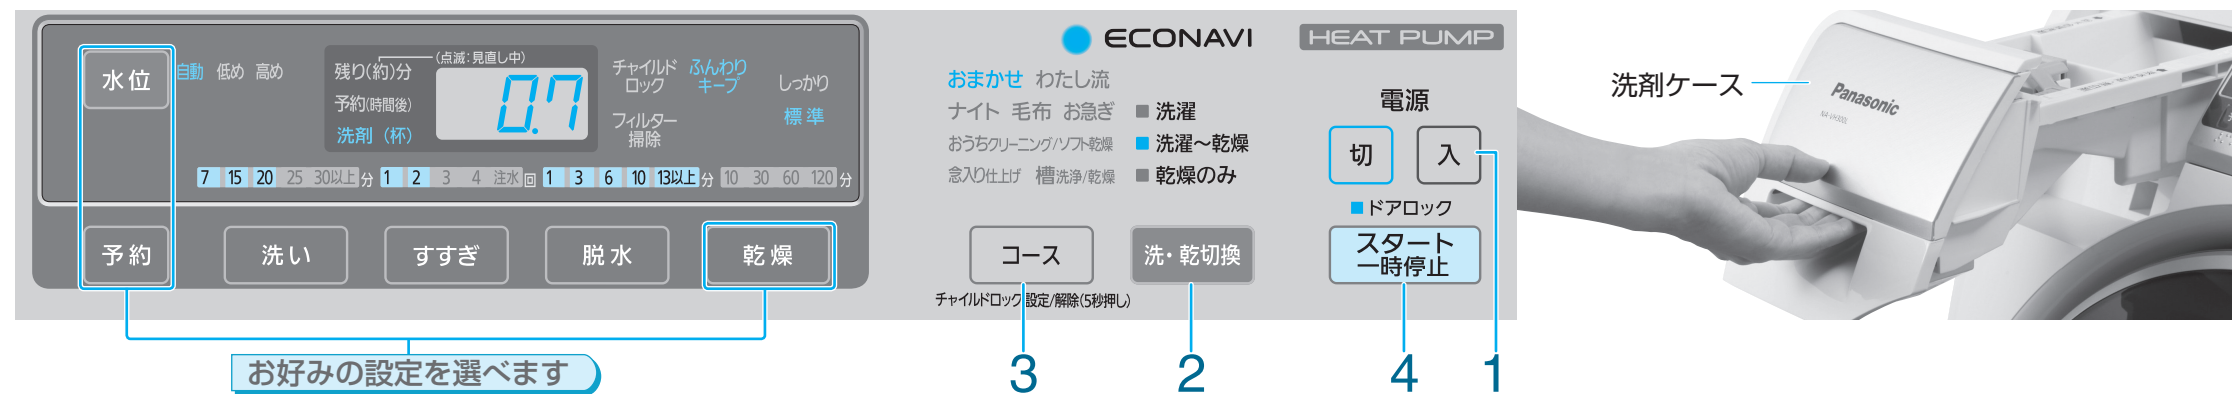 水位
自動 低め 高め
残り(約)分
(点滅:見直し中)
予約(時間後)
洗剤(杯)
0.7
チャイルド
ロック
ふんわり
キープ
フィルター
掃除
しっかり
標準
7 15 20 25 30以上 分 1 2 3 4 注水 回 1 3 6 10 13以上 分 10 30 60 120 分
予約 洗い すすぎ 脱水 乾燥
お好みの設定を選べます
ECONAVI HEAT PUMP
おまかせ わたし流
ナイト 毛布 お急ぎ
おうちクリーニング/ソフト乾燥
念入り仕上げ 槽洗浄/乾燥
洗濯
洗濯~乾燥
乾燥のみ
電源
切 入
ドアロック
コース 洗・乾切換
スタート
一時停止
チャイルドロック設定/解除(5秒押し)
3 2 4 1
洗剤ケース
Panasonic